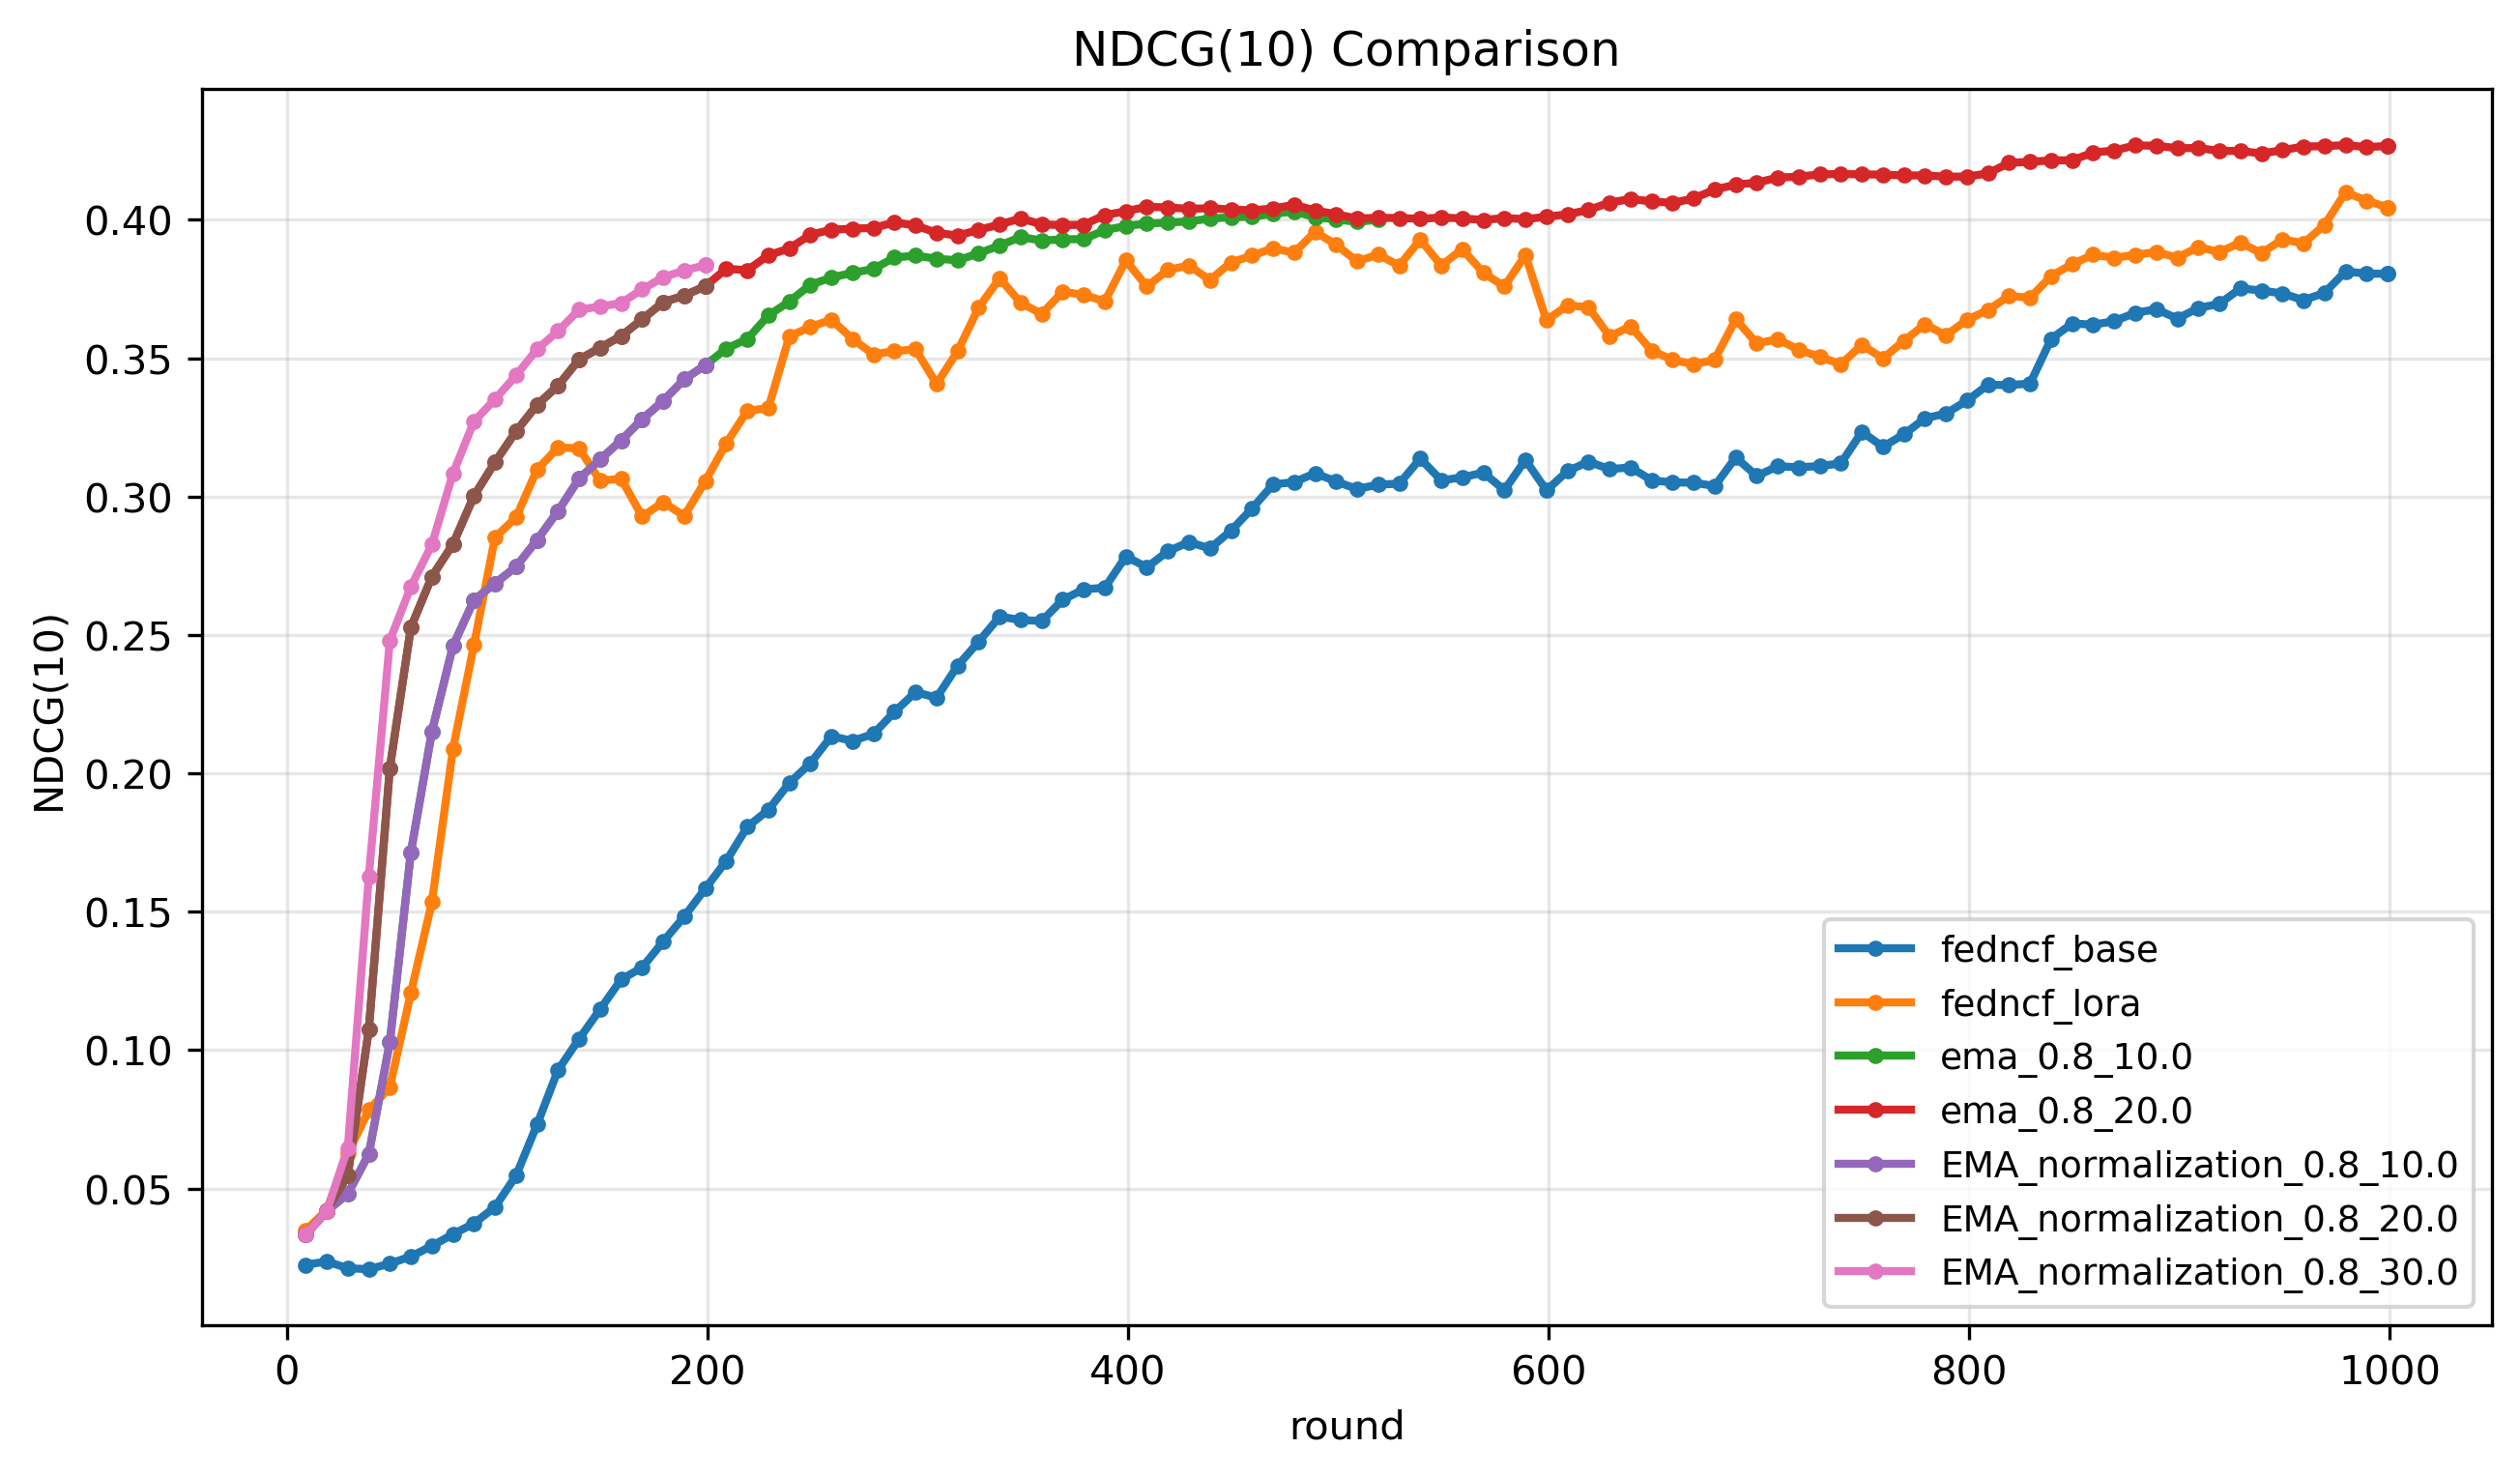 NDCG(10) Comparison
NDCG(10)
0.40
0.35
0.30
0.25
0.20
0.15
0.10
0.05
0
200
400
600
800
1000
round
fedncf_base
fedncf_lora
ema_0.8_10.0
ema_0.8_20.0
EMA_normalization_0.8_10.0
EMA_normalization_0.8_20.0
EMA_normalization_0.8_30.0